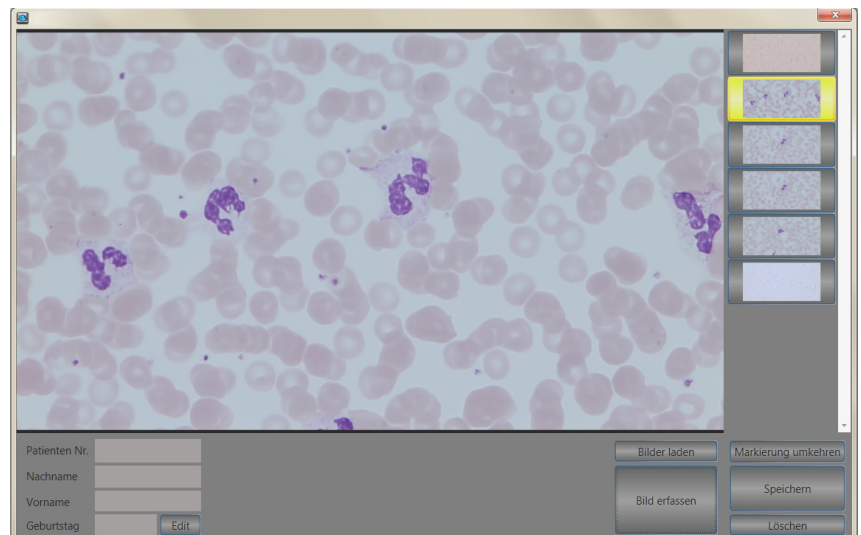 Patienten Nr.
Nachname
Vorname
Geburtstag
Edit
Bilder laden
Bild erfassen
Markierung umkehren
Speichern
Löschen